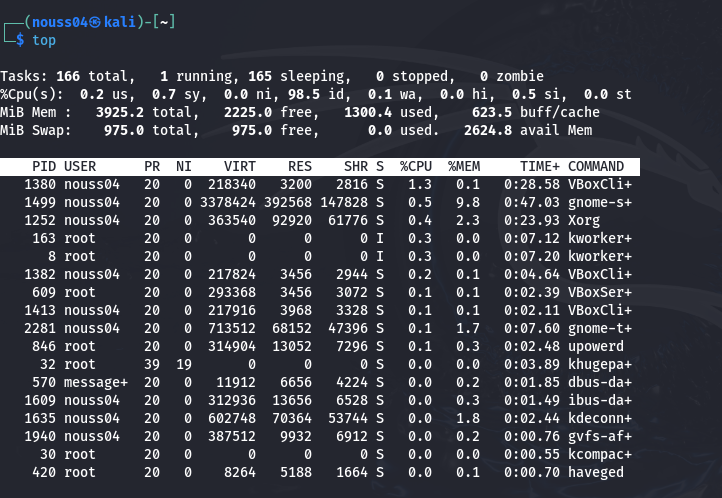 ┌──(nouss04㉿kali)-[~]
└─$ top
Tasks: 166 total,   1 running, 165 sleeping,   0 stopped,   0 zombie
%Cpu(s):  0.2 us,  0.7 sy,  0.0 ni, 98.5 id,  0.1 wa,  0.0 hi,  0.5 si,  0.0 st
MiB Mem :   3925.2 total,   2225.0 free,   1300.4 used,    623.5 buff/cache
MiB Swap:    975.0 total,    975.0 free,      0.0 used.   2624.8 avail Mem
    PID USER      PR  NI    VIRT    RES    SHR S  %CPU  %MEM     TIME+ COMMAND
   1380 nouss04   20   0  218340   3200   2816 S   1.3   0.1   0:28.58 VBoxCli+
   1499 nouss04   20   0 3378424 392568 147828 S   0.5   9.8   0:47.03 gnome-s+
   1252 nouss04   20   0  363540  92920  61776 S   0.4   2.3   0:23.93 Xorg
    163 root      20   0       0      0      0 I   0.3   0.0   0:07.12 kworker+
      8 root      20   0       0      0      0 I   0.3   0.0   0:07.20 kworker+
   1382 nouss04   20   0  217824   3456   2944 S   0.2   0.1   0:04.64 VBoxCli+
    609 root      20   0  293368   3456   3072 S   0.1   0.1   0:02.39 VBoxSer+
   1413 nouss04   20   0  217916   3968   3328 S   0.1   0.1   0:02.11 VBoxCli+
   2281 nouss04   20   0  713512  68152  47396 S   0.1   1.7   0:07.60 gnome-t+
    846 root      20   0  314904  13052   7296 S   0.1   0.3   0:02.48 upowerd
     32 root      39  19       0      0      0 S   0.0   0.0   0:03.89 khugepa+
    570 message+  20   0   11912   6656   4224 S   0.0   0.2   0:01.85 dbus-da+
   1609 nouss04   20   0  312936  13656   6528 S   0.0   0.3   0:01.49 ibus-da+
   1635 nouss04   20   0  602748  70364  53744 S   0.0   1.8   0:02.44 kdeconn+
   1940 nouss04   20   0  387512   9932   6912 S   0.0   0.2   0:00.76 gvfs-af+
     30 root      20   0       0      0      0 S   0.0   0.0   0:00.55 kcompac+
    420 root      20   0    8264   5188   1664 S   0.0   0.1   0:00.70 haveged